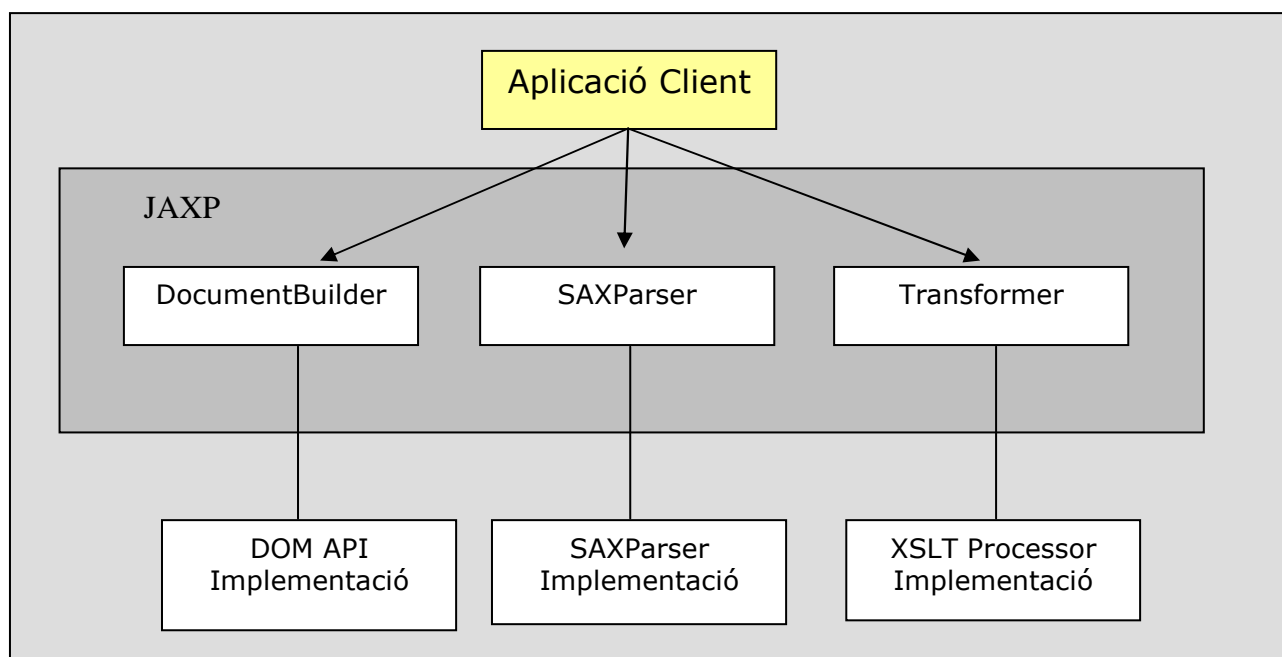 Aplicació Client
JAXP
DocumentBuilder
SAXParser
Transformer
DOM API
Implementació
SAXParser
Implementació
XSLT Processor
Implementació